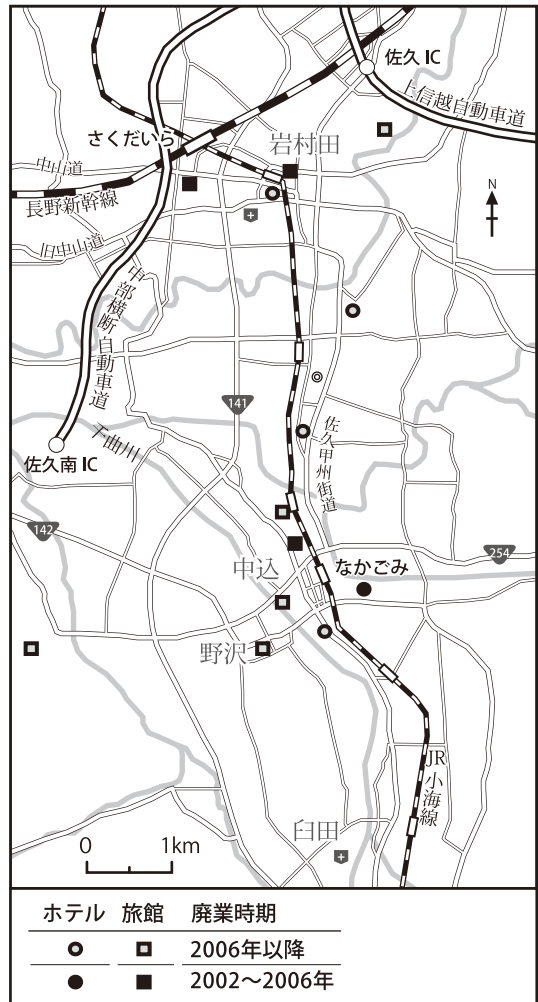 佐久 IC
上信越自動車道
さくだいら
岩村田
中山道
長野新幹線
N
旧中山道
中部横断自動車道
141
佐久甲州街道
千曲川
佐久南 IC
142
254
中込
なかごみ
野沢
JR小海線
臼田
0 1km
ホテル 旅館 廃業時期
2006年以降
2002〜2006年